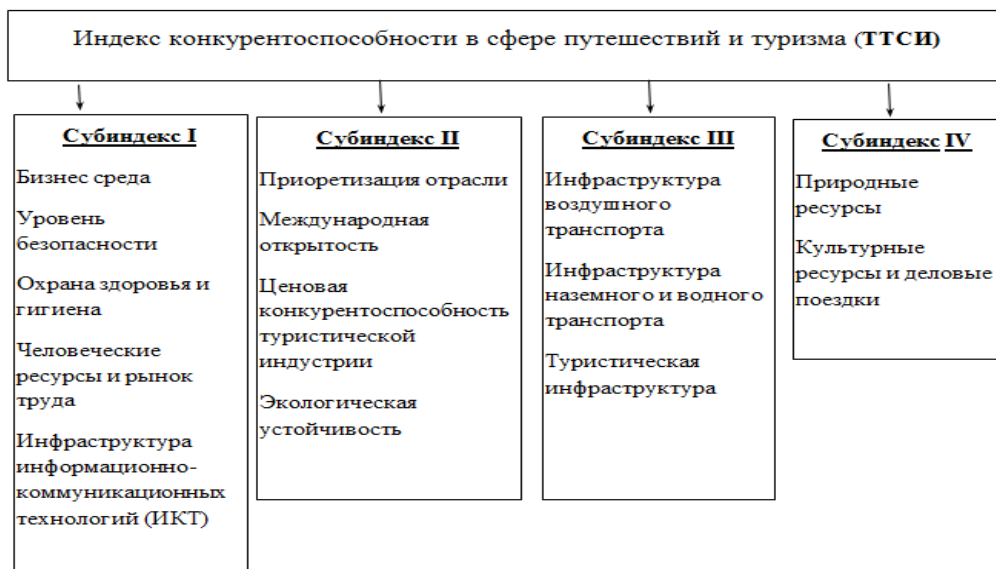 Индекс конкурентоспособности в сфере путешествий и туризма (ТТСИ)
Субиндекс I
Бизнес среда
Уровень
безопасности
Охрана здоровья и
гигиена
Человеческие
ресурсы и рынок
труда
Инфраструктура
информационно-
коммуникационных
технологий (ИКТ)
Субиндекс II
Приоретизация отрасли
Международная
открытость
Ценовая
конкурентоспособность
туристической
индустрии
Экологическая
устойчивость
Субиндекс III
Инфраструктура
воздушного
транспорта
Инфраструктура
наземного и водного
транспорта
Туристическая
инфраструктура
Субиндекс IV
Природные
ресурсы
Культурные
ресурсы и деловые
поездки